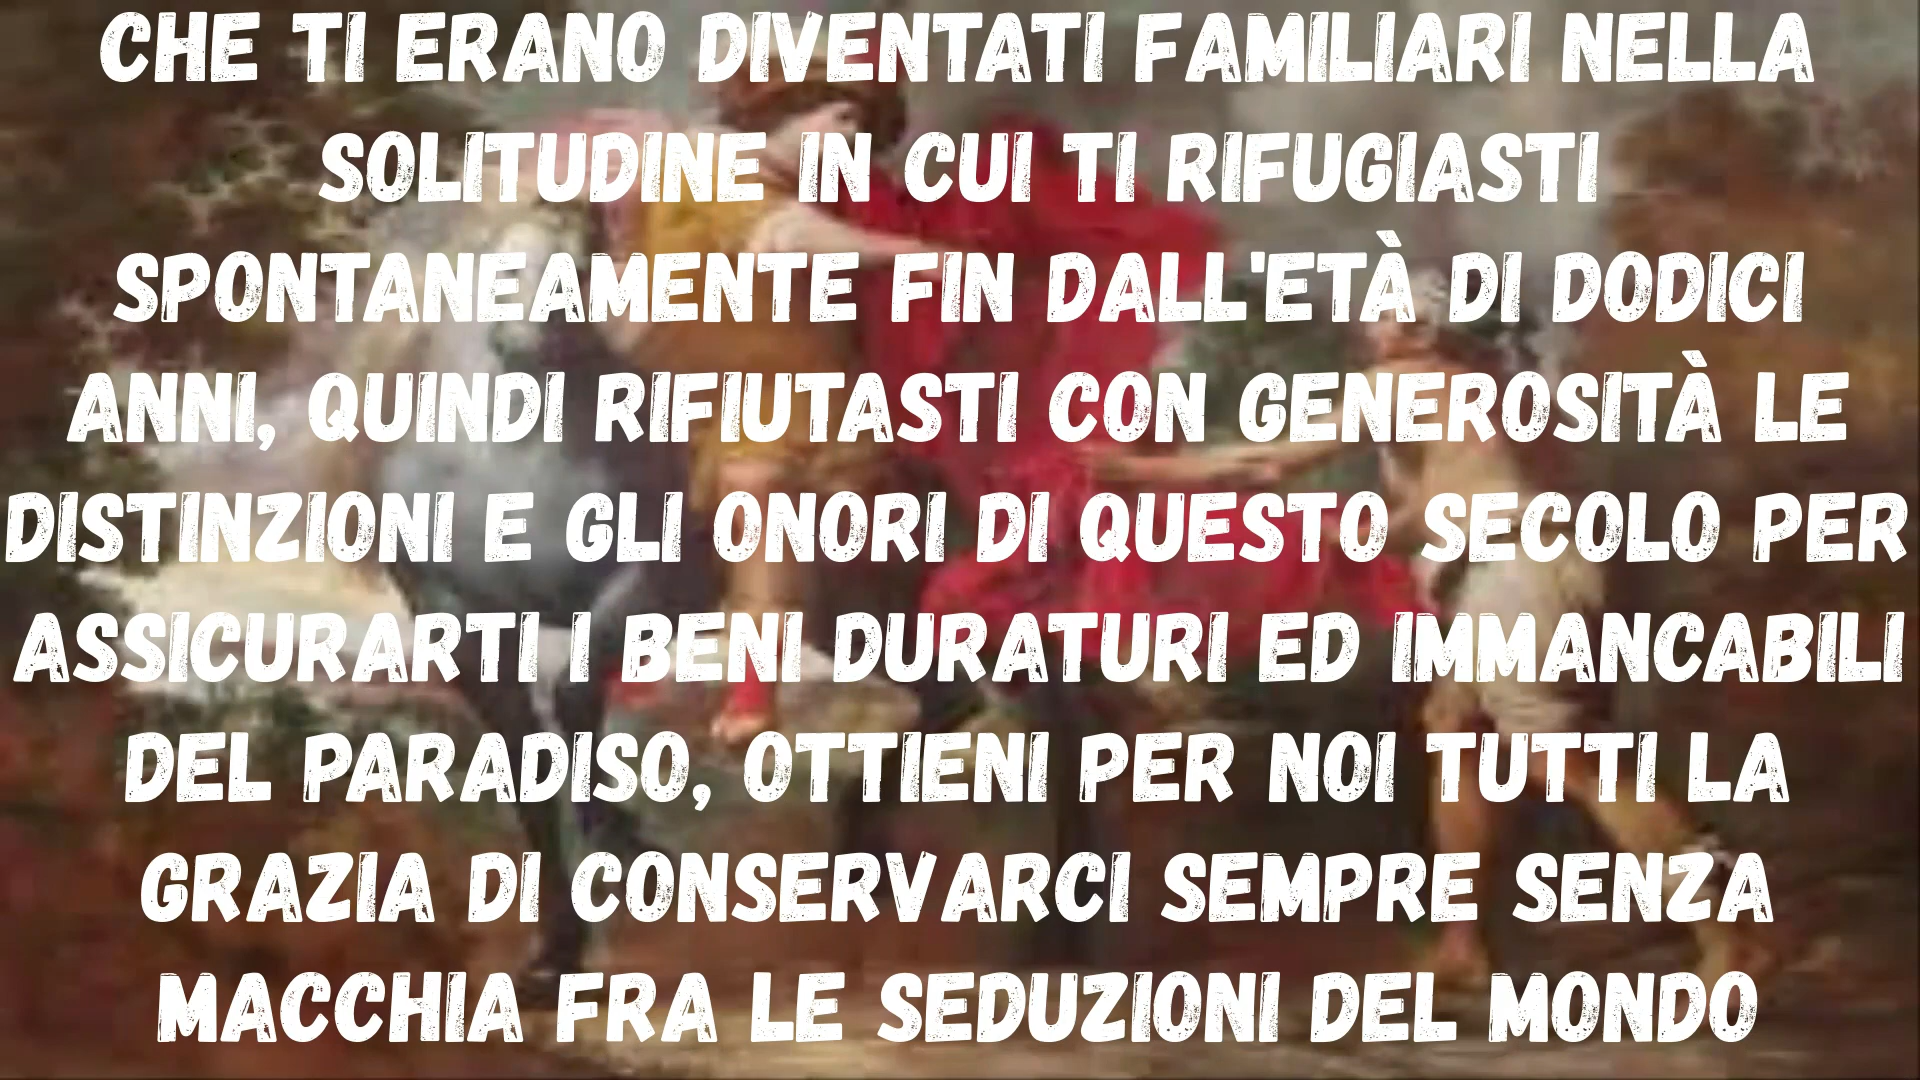 CHE TI ERANO DIVENTATI FAMILIARI NELLA
SOLITUDINE IN CUI TI RIFUGIASTI
SPONTANEAMENTE FIN DALL'ETÀ DI DODICI
ANNI, QUINDI RIFIUTASTI CON GENEROSITÀ LE
DISTINZIONI E GLI ONORI DI QUESTO SECOLO PER
ASSICURARTI I BENI DURATURI ED IMMANCABILI
DEL PARADISO, OTTIENI PER NOI TUTTI LA
GRAZIA DI CONSERVARCI SEMPRE SENZA
MACCHIA FRA LE SEDUZIONI DEL MONDO